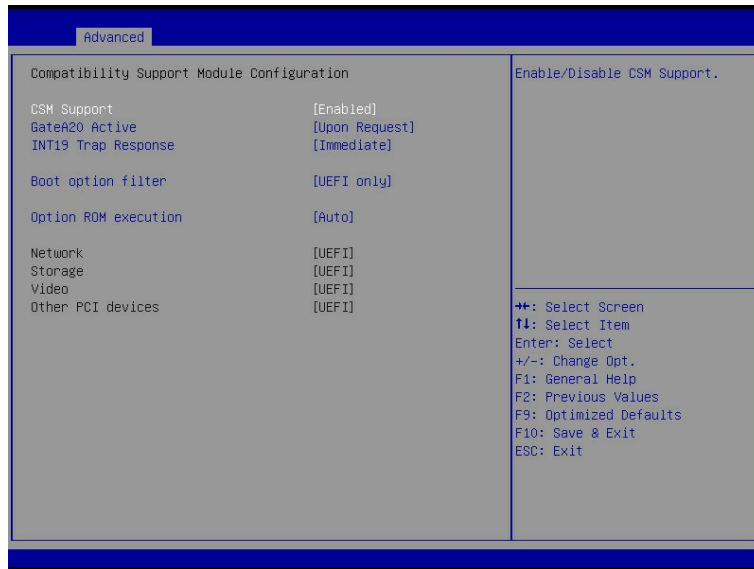 Advanced
Compatibility Support Module Configuration
CSM Support [Enabled]
GateA20 Active [Upon Request]
INT19 Trap Response [Immediate]
Boot option filter [UEFI only]
Option ROM execution [Auto]
Network [UEFI]
Storage [UEFI]
Video [UEFI]
Other PCI devices [UEFI]
Enable/Disable CSM Support.
→←: Select Screen
↑↓: Select Item
Enter: Select
+/-: Change Opt.
F1: General Help
F2: Previous Values
F9: Optimized Defaults
F10: Save & Exit
ESC: Exit